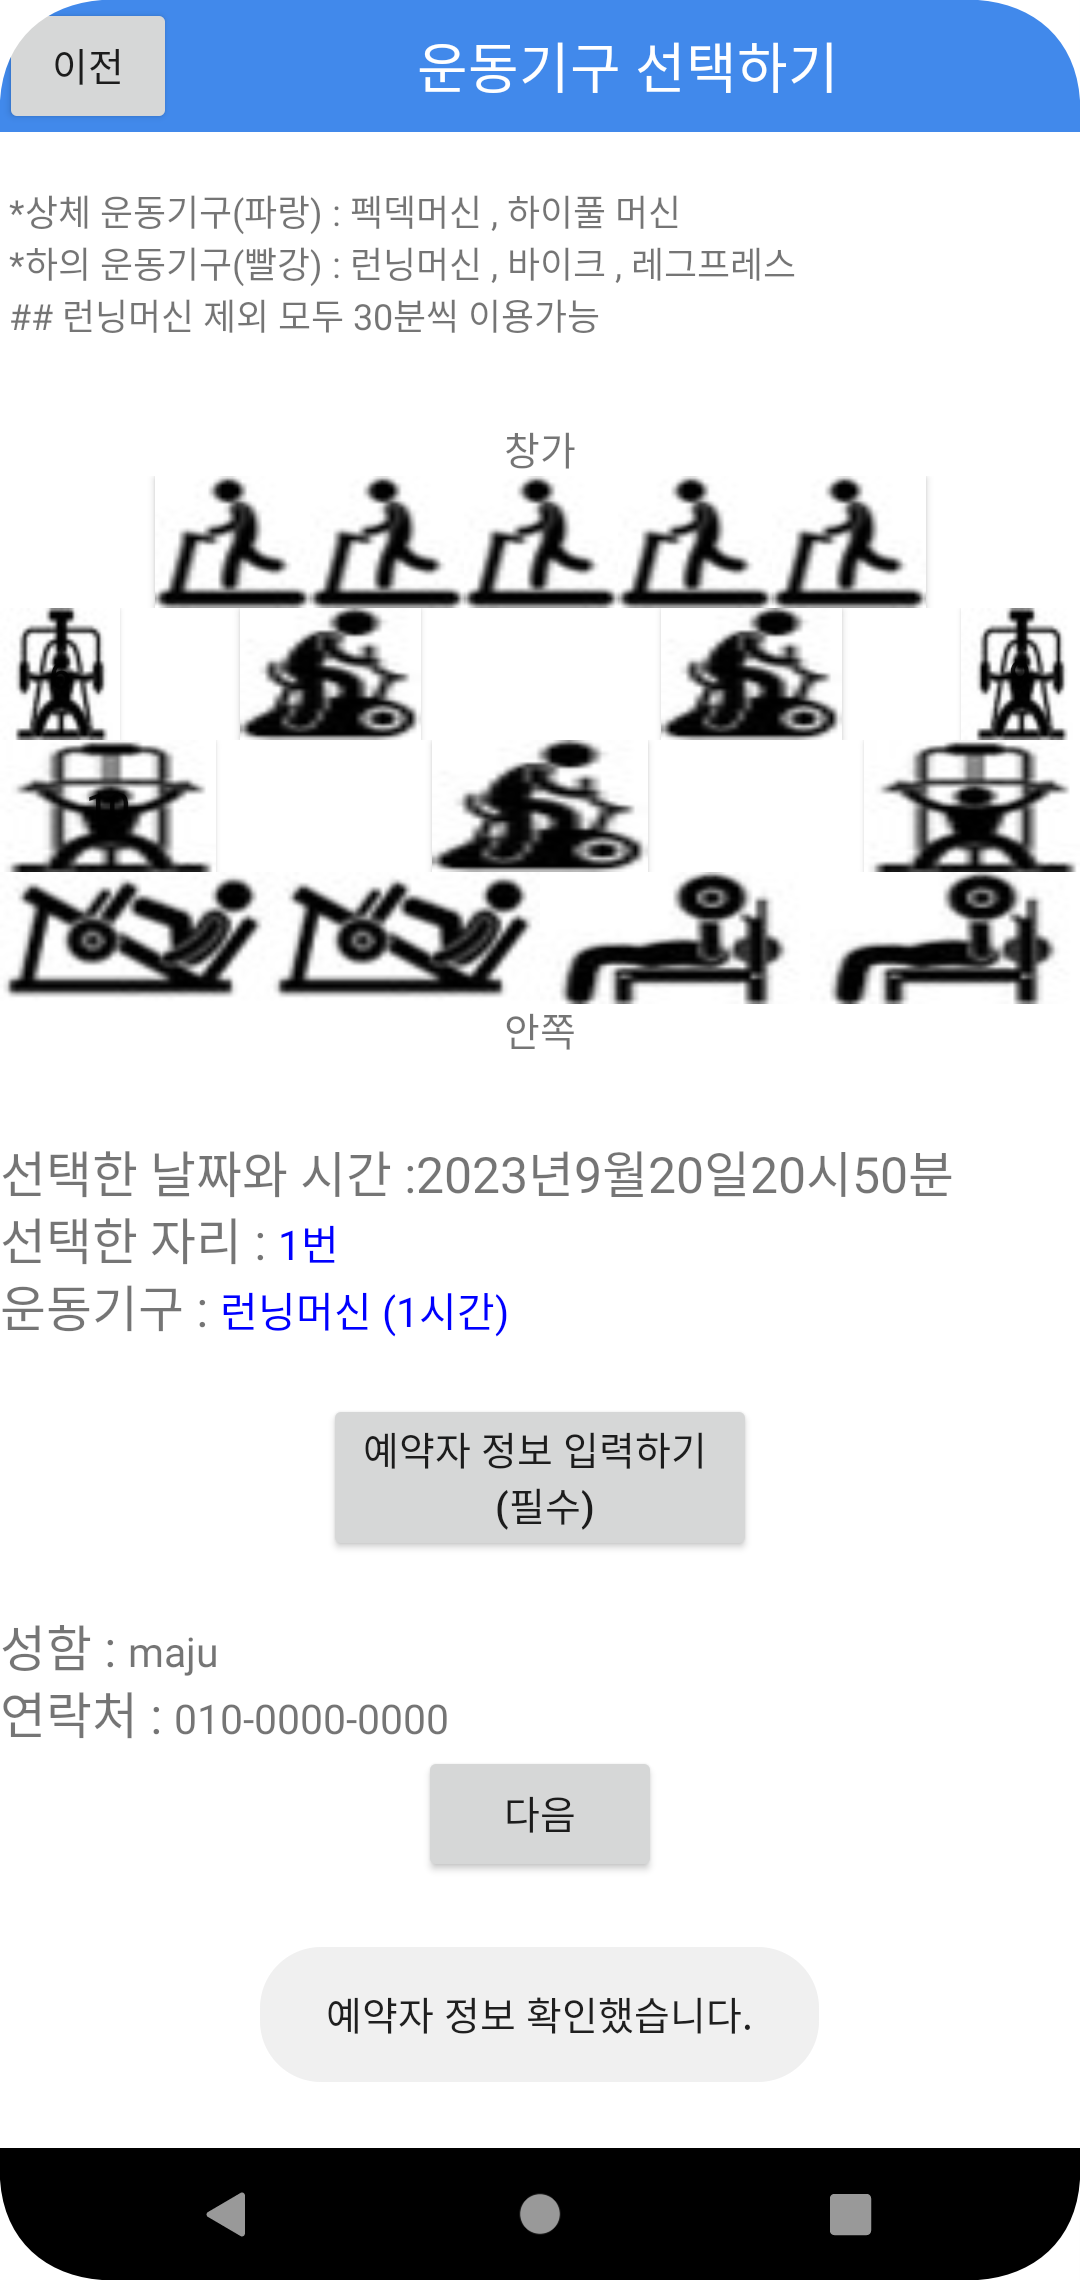 이전
운동기구 선택하기
*상체 운동기구(파랑) : 펙덱머신 , 하이풀 머신
*하의 운동기구(빨강) : 런닝머신 , 바이크 , 레그프레스
## 런닝머신 제외 모두 30분씩 이용가능
창가
안쪽
선택한 날짜와 시간 :2023년9월20일20시50분
선택한 자리 : 1번
운동기구 : 런닝머신 (1시간)
예약자 정보 입력하기
(필수)
성함 : maju
연락처 : 010-0000-0000
다음
예약자 정보 확인했습니다.